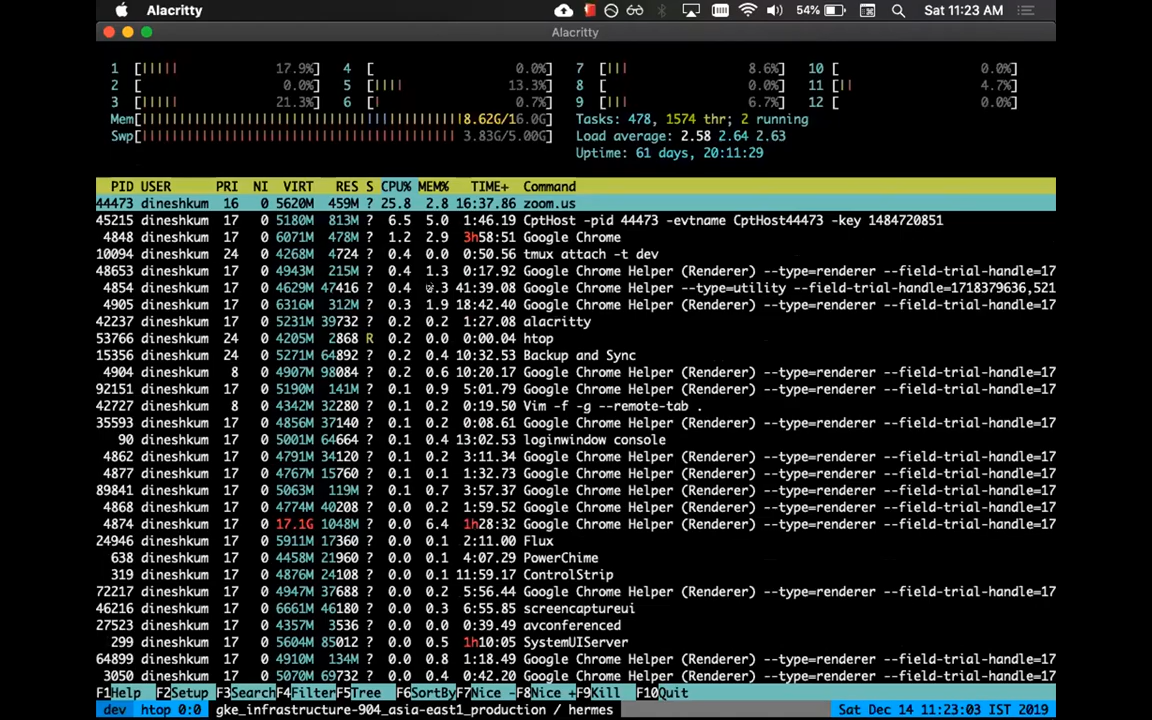 Alacritty 54% Sat 11:23 AM
Alacritty
1 [||||| 17.9%] 4 [ 0.0%] 7 [||| 8.6%] 10 [ 0.0%]
2 [ 0.0%] 5 [|||| 13.3%] 8 [ 0.0%] 11 [|| 4.7%]
3 [||||| 21.3%] 6 [| 0.7%] 9 [||| 6.7%] 12 [ 0.0%]
Mem[8.62G/16.0G] Tasks: 478, 1574 thr; 2 running
Swp[3.83G/5.00G] Load average: 2.58 2.64 2.63
Uptime: 61 days, 20:11:29
PID USER PRI NI VIRT RES S CPU% MEM% TIME+ Command
44473 dineshkum 16 0 5620M 459M ? 25.8 2.8 16:37.86 zoom.us
45215 dineshkum 17 0 5180M 813M ? 6.5 5.0 1:46.19 CptHost -pid 44473 -evtname CptHost44473 -key 1484720851
4848 dineshkum 17 0 6071M 478M ? 1.2 2.9 3h58:51 Google Chrome
10094 dineshkum 24 0 4268M 4724 ? 0.4 0.0 0:50.56 tmux attach -t dev
48653 dineshkum 17 0 4943M 215M ? 0.4 1.3 0:17.92 Google Chrome Helper (Renderer) --type=renderer --field-trial-handle=17
4854 dineshkum 17 0 4629M 47416 ? 0.4 .3 41:39.08 Google Chrome Helper --type=utility --field-trial-handle=1718379636,521
4905 dineshkum 17 0 6316M 312M ? 0.3 1.9 18:42.40 Google Chrome Helper (Renderer) --type=renderer --field-trial-handle=17
42237 dineshkum 17 0 5231M 39732 ? 0.2 0.2 1:27.08 alacritty
53766 dineshkum 24 0 4205M 2868 R 0.2 0.0 0:00.04 htop
15356 dineshkum 24 0 5271M 64892 ? 0.2 0.4 10:32.53 Backup and Sync
4904 dineshkum 8 0 4907M 98084 ? 0.2 0.6 10:20.17 Google Chrome Helper (Renderer) --type=renderer --field-trial-handle=17
92151 dineshkum 17 0 5190M 141M ? 0.1 0.9 5:01.79 Google Chrome Helper (Renderer) --type=renderer --field-trial-handle=17
42727 dineshkum 8 0 4342M 32280 ? 0.1 0.2 0:19.50 Vim -f -g --remote-tab .
35593 dineshkum 17 0 4856M 37140 ? 0.1 0.2 0:08.61 Google Chrome Helper (Renderer) --type=renderer --field-trial-handle=17
90 dineshkum 17 0 5001M 64664 ? 0.1 0.4 13:02.53 loginwindow console
4862 dineshkum 17 0 4791M 34120 ? 0.1 0.2 3:11.34 Google Chrome Helper (Renderer) --type=renderer --field-trial-handle=17
4877 dineshkum 17 0 4767M 15760 ? 0.1 0.1 1:32.73 Google Chrome Helper (Renderer) --type=renderer --field-trial-handle=17
89841 dineshkum 17 0 5063M 119M ? 0.1 0.7 3:57.37 Google Chrome Helper (Renderer) --type=renderer --field-trial-handle=17
4868 dineshkum 17 0 4774M 40208 ? 0.0 0.2 1:59.52 Google Chrome Helper (Renderer) --type=renderer --field-trial-handle=17
4874 dineshkum 17 0 17.1G 1048M ? 0.0 6.4 1h28:32 Google Chrome Helper (Renderer) --type=renderer --field-trial-handle=17
24946 dineshkum 17 0 5911M 17360 ? 0.0 0.1 2:11.00 Flux
638 dineshkum 17 0 4458M 21960 ? 0.0 0.1 4:07.29 PowerChime
319 dineshkum 17 0 4876M 24108 ? 0.0 0.1 11:59.17 ControlStrip
72217 dineshkum 17 0 4947M 37688 ? 0.0 0.2 5:56.44 Google Chrome Helper (Renderer) --type=renderer --field-trial-handle=17
46216 dineshkum 17 0 6661M 46180 ? 0.0 0.3 6:55.85 screencaptureui
27523 dineshkum 17 0 4357M 3536 ? 0.0 0.0 0:39.49 avconferenced
299 dineshkum 17 0 5604M 85012 ? 0.0 0.5 1h10:05 SystemUIServer
64899 dineshkum 17 0 4910M 134M ? 0.0 0.8 1:18.49 Google Chrome Helper (Renderer) --type=renderer --field-trial-handle=17
3050 dineshkum 17 0 5070M 69732 ? 0.0 0.4 0:42.20 Google Chrome Helper (Renderer) --type=renderer --field-trial-handle=17
F1Help F2Setup F3SearchF4FilterF5Tree F6SortByF7Nice -F8Nice +F9Kill F10Quit
dev htop 0:0 gke_infrastructure-904_asia-east1_production / hermes Sat Dec 14 11:23:03 IST 2019